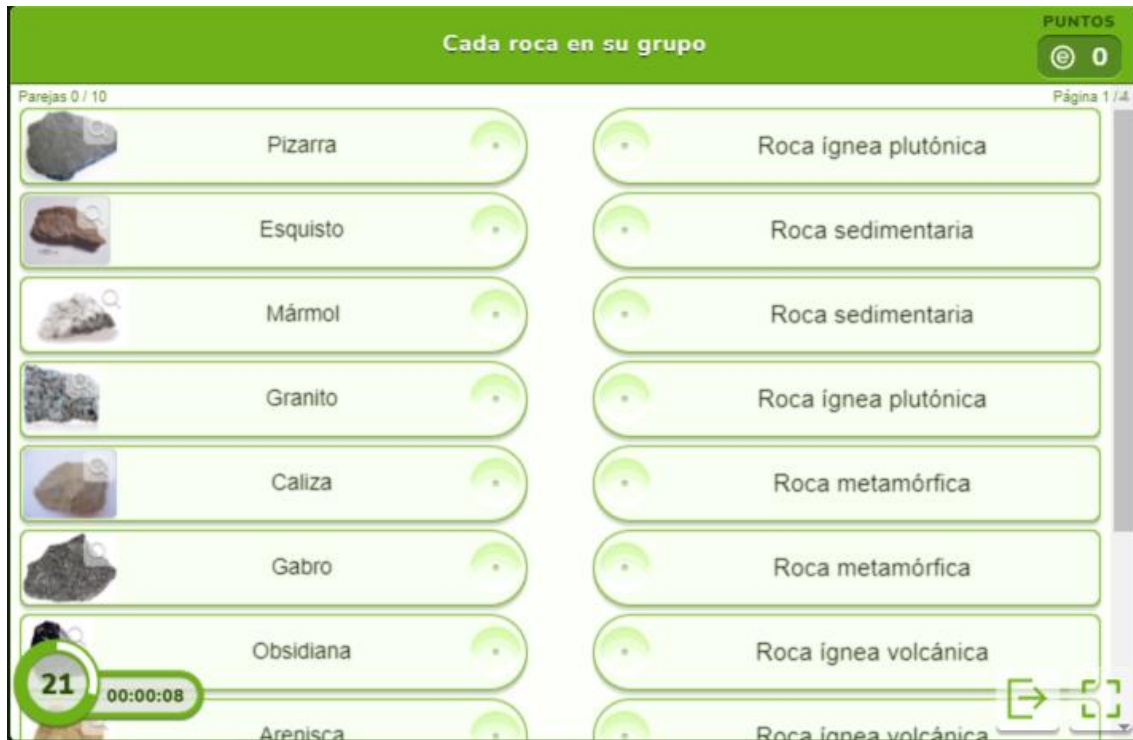 Cada roca en su grupo
PUNTOS
0
Parejas 0 / 10
Página 1 / 4
Pizarra
Roca ígnea plutónica
Esquisto
Roca sedimentaria
Mármol
Roca sedimentaria
Granito
Roca ígnea plutónica
Caliza
Roca metamórfica
Gabro
Roca metamórfica
Obsidiana
Roca ígnea volcánica
21
00:00:08
Arenisca
Roca ígnea volcánica